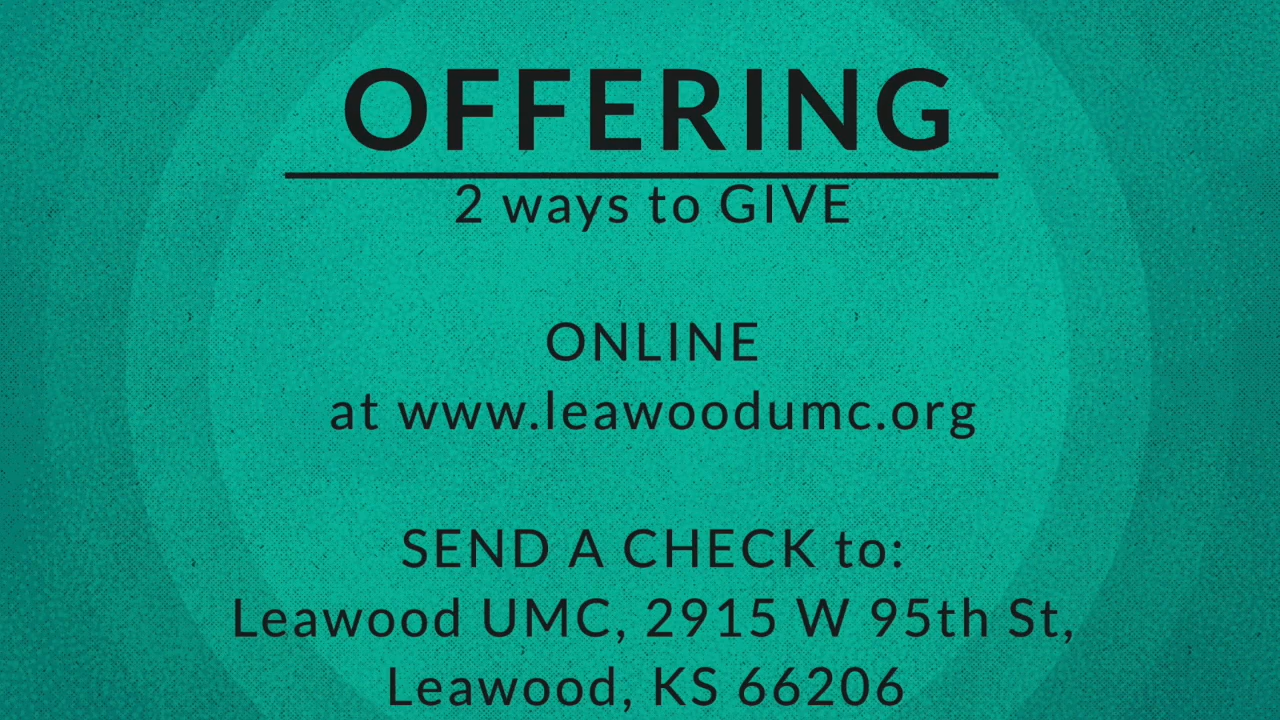 OFFERING
2 ways to GIVE
ONLINE
at www.leawoodumc.org
SEND A CHECK to:
Leawood UMC, 2915 W 95th St,
Leawood, KS 66206